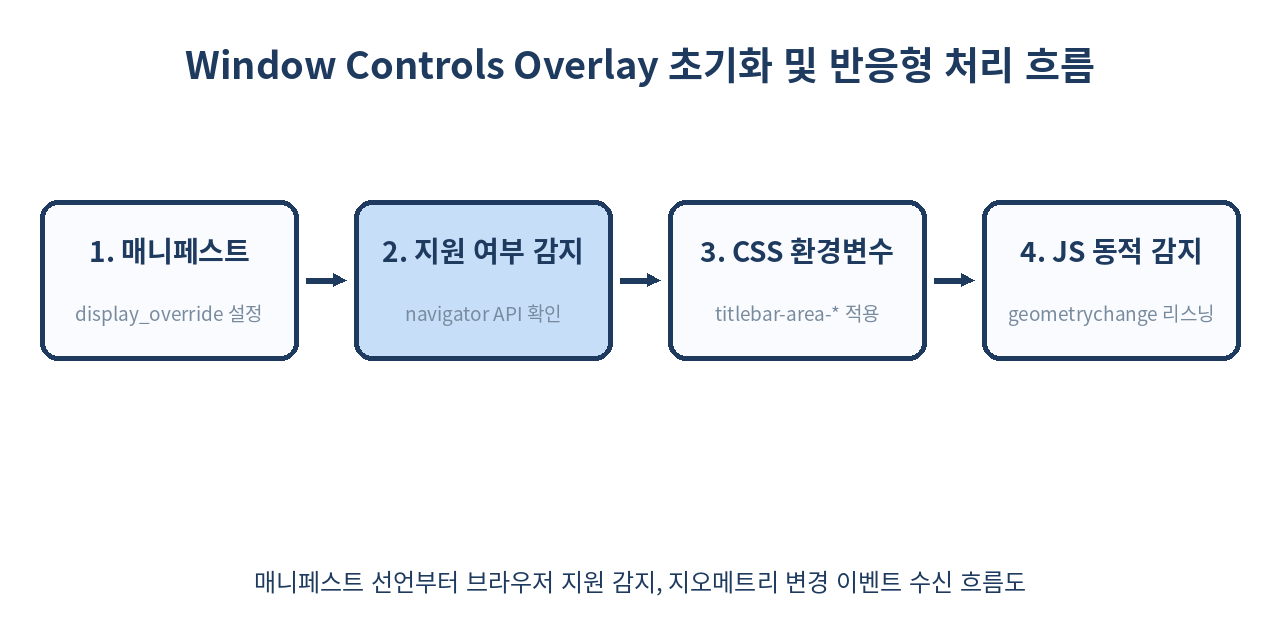 Window Controls Overlay 초기화 및 반응형 처리 흐름
1. 매니페스트
display_override 설정
2. 지원 여부 감지
navigator API 확인
3. CSS 환경변수
titlebar-area-* 적용
4. JS 동적 감지
geometrychange 리스닝
매니페스트 선언부터 브라우저 지원 감지, 지오메트리 변경 이벤트 수신 흐름도